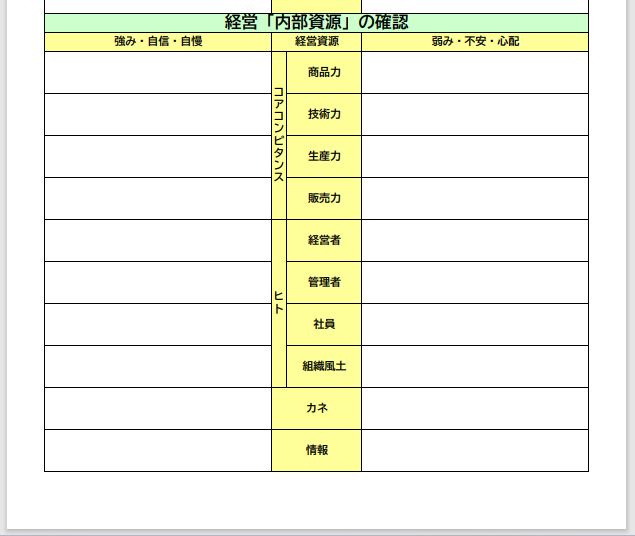 経営「内部資源」の確認
強み・自信・自慢 経営資源 弱み・不安・心配
コアコンピタンス
商品力
技術力
生産力
販売力
ヒト
経営者
管理者
社員
組織風土
カネ
情報